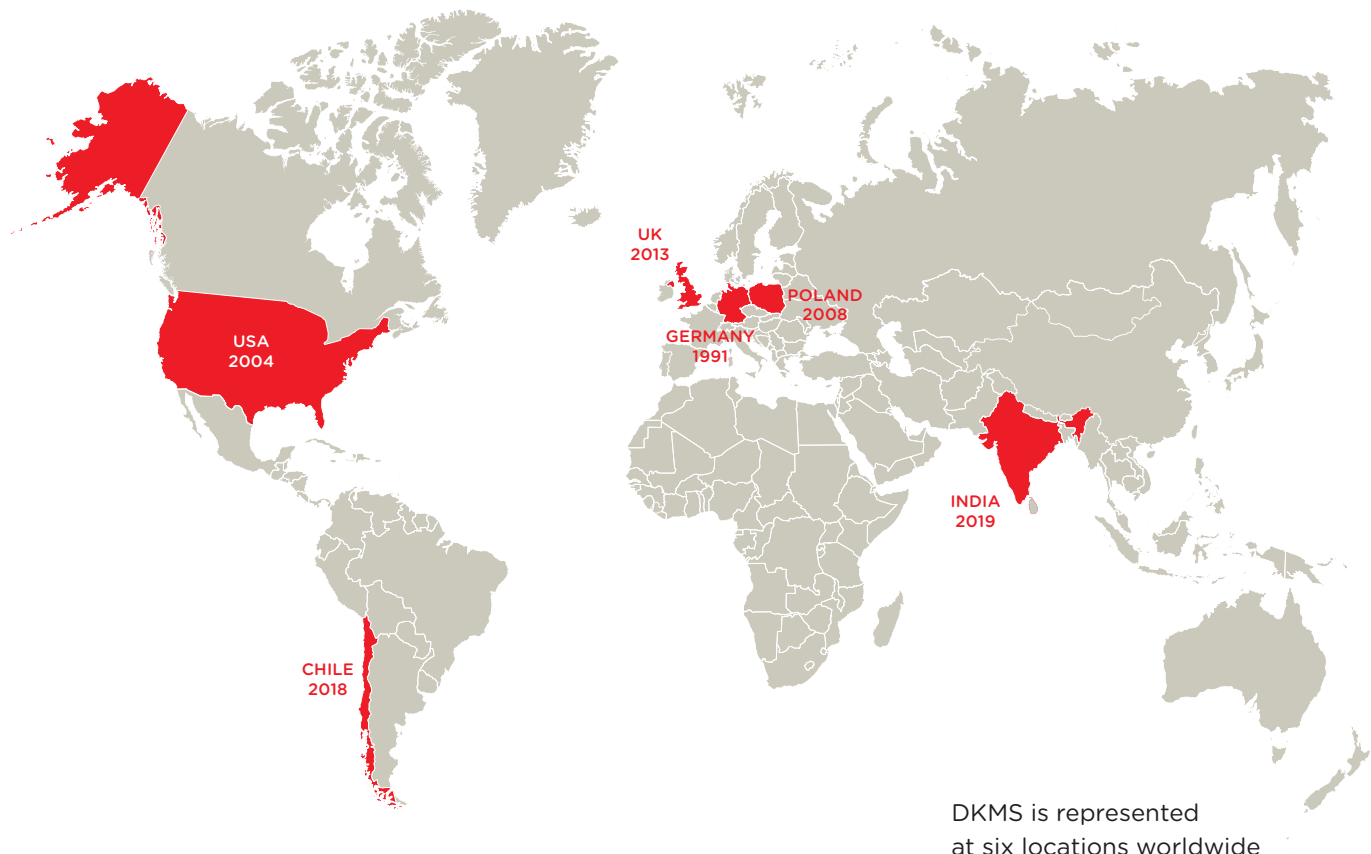 UK
2013
POLAND
2008
GERMANY
1991
USA
2004
INDIA
2019
CHILE
2018
DKMS is represented
at six locations worldwide